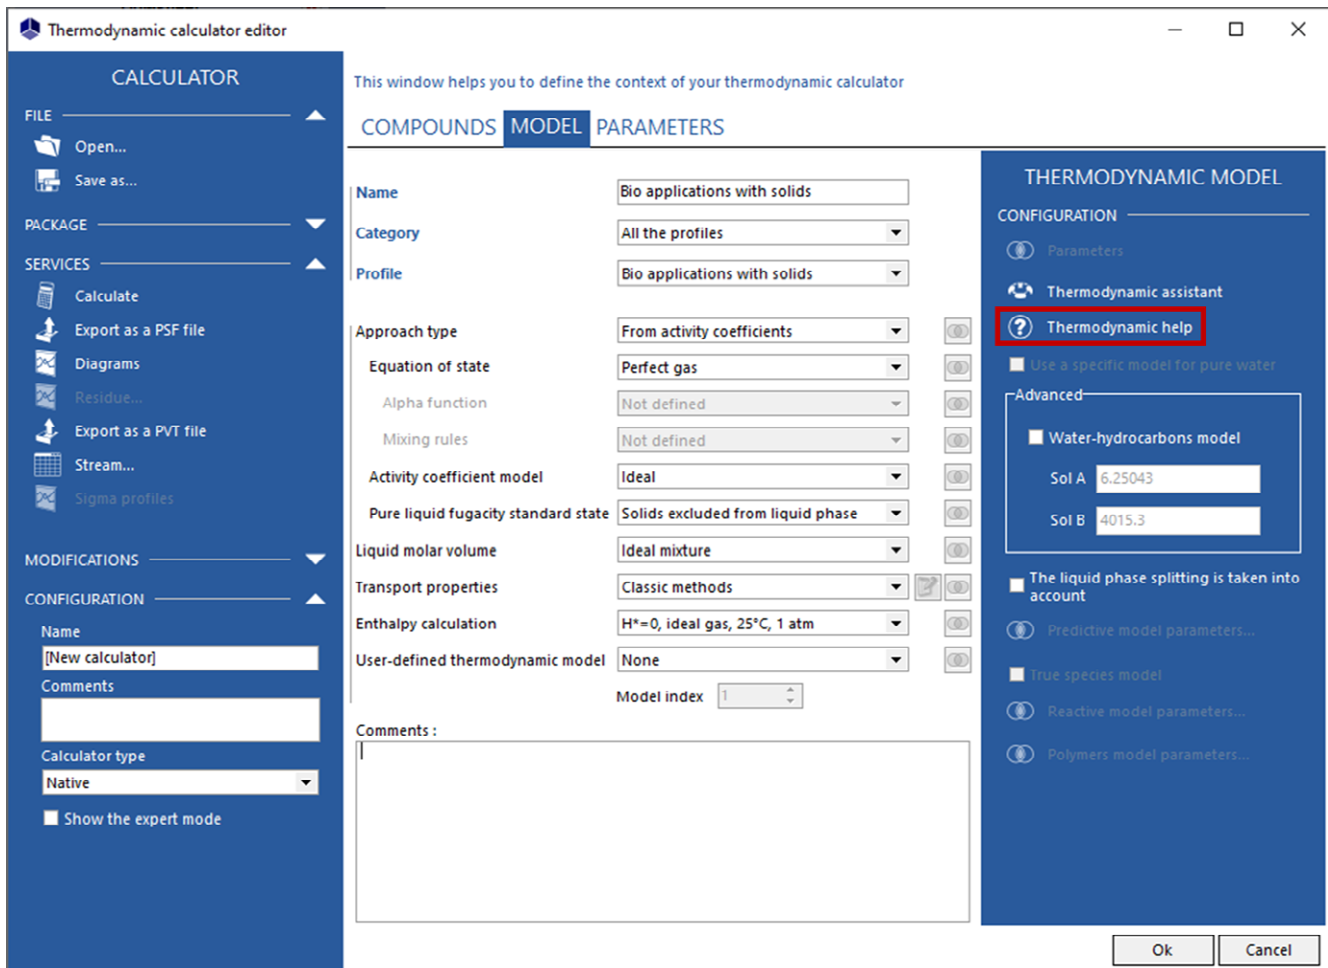 Thermodynamic calculator editor
CALCULATOR
FILE
Open...
Save as...
PACKAGE
SERVICES
Calculate
Export as a PSF file
Diagrams
Residue...
Export as a PVT file
Stream...
Sigma profiles
MODIFICATIONS
CONFIGURATION
Name
[New calculator]
Comments
Calculator type
Native
Show the expert mode
This window helps you to define the context of your thermodynamic calculator
COMPOUNDS MODEL PARAMETERS
Name Bio applications with solids
Category All the profiles
Profile Bio applications with solids
Approach type From activity coefficients
Equation of state Perfect gas
Alpha function Not defined
Mixing rules Not defined
Activity coefficient model Ideal
Pure liquid fugacity standard state Solids excluded from liquid phase
Liquid molar volume Ideal mixture
Transport properties Classic methods
Enthalpy calculation H*=0, ideal gas, 25°C, 1 atm
User-defined thermodynamic model None
Model index 1
Comments :
THERMODYNAMIC MODEL
CONFIGURATION
Parameters
Thermodynamic assistant
? Thermodynamic help
Use a specific model for pure water
Advanced
Water-hydrocarbons model
Sol A 6.25043
Sol B 4015.3
The liquid phase splitting is taken into
account
Predictive model parameters...
True species model
Reactive model parameters...
Polymers model parameters...
Ok Cancel